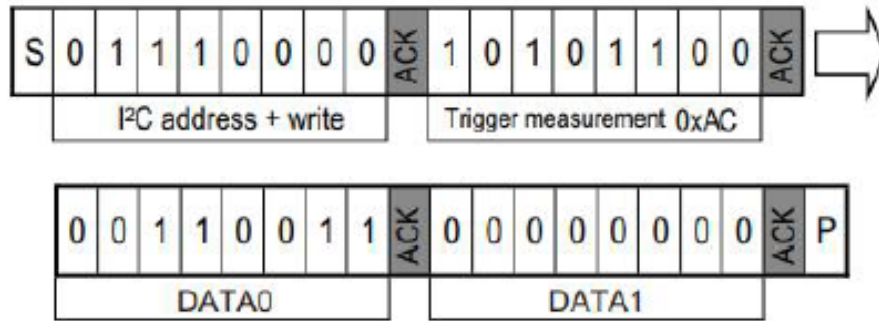 S 0 1 1 1 0 0 0 0 ACK 1 0 1 0 1 1 0 0 ACK
I²C address + write Trigger measurement 0xAC
0 0 1 1 0 0 1 1 ACK 0 0 0 0 0 0 0 0 ACK P
DATA0 DATA1